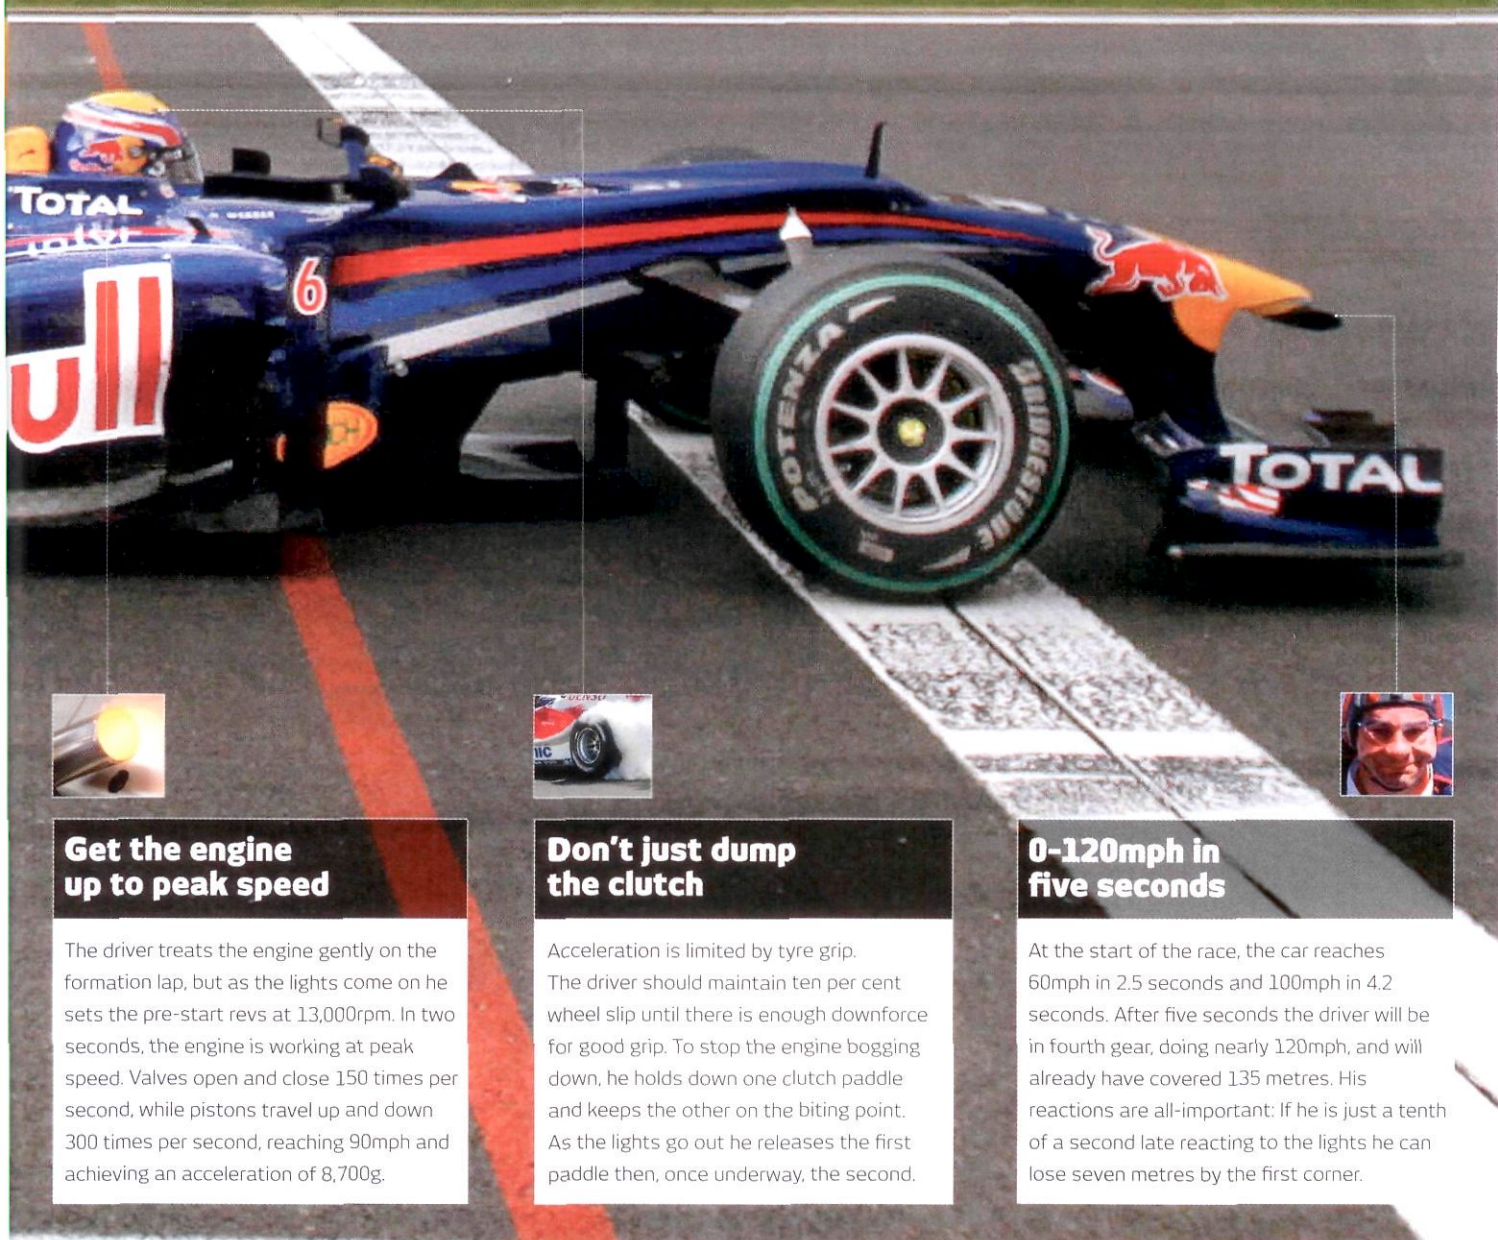 TOTAL
M. WEBBER
ull
6
POTENZA
BRIDGESTONE
TOTAL
DENSO
NIC
Get the engine
up to peak speed
The driver treats the engine gently on the
formation lap, but as the lights come on he
sets the pre-start revs at 13,000rpm. In two
seconds, the engine is working at peak
speed. Valves open and close 150 times per
second, while pistons travel up and down
300 times per second, reaching 90mph and
achieving an acceleration of 8,700g.
Don't just dump
the clutch
Acceleration is limited by tyre grip.
The driver should maintain ten per cent
wheel slip until there is enough downforce
for good grip. To stop the engine bogging
down, he holds down one clutch paddle
and keeps the other on the biting point.
As the lights go out he releases the first
paddle then, once underway, the second.
0-120mph in
five seconds
At the start of the race, the car reaches
60mph in 2.5 seconds and 100mph in 4.2
seconds. After five seconds the driver will be
in fourth gear, doing nearly 120mph, and will
already have covered 135 metres. His
reactions are all-important: If he is just a tenth
of a second late reacting to the lights he can
lose seven metres by the first corner.